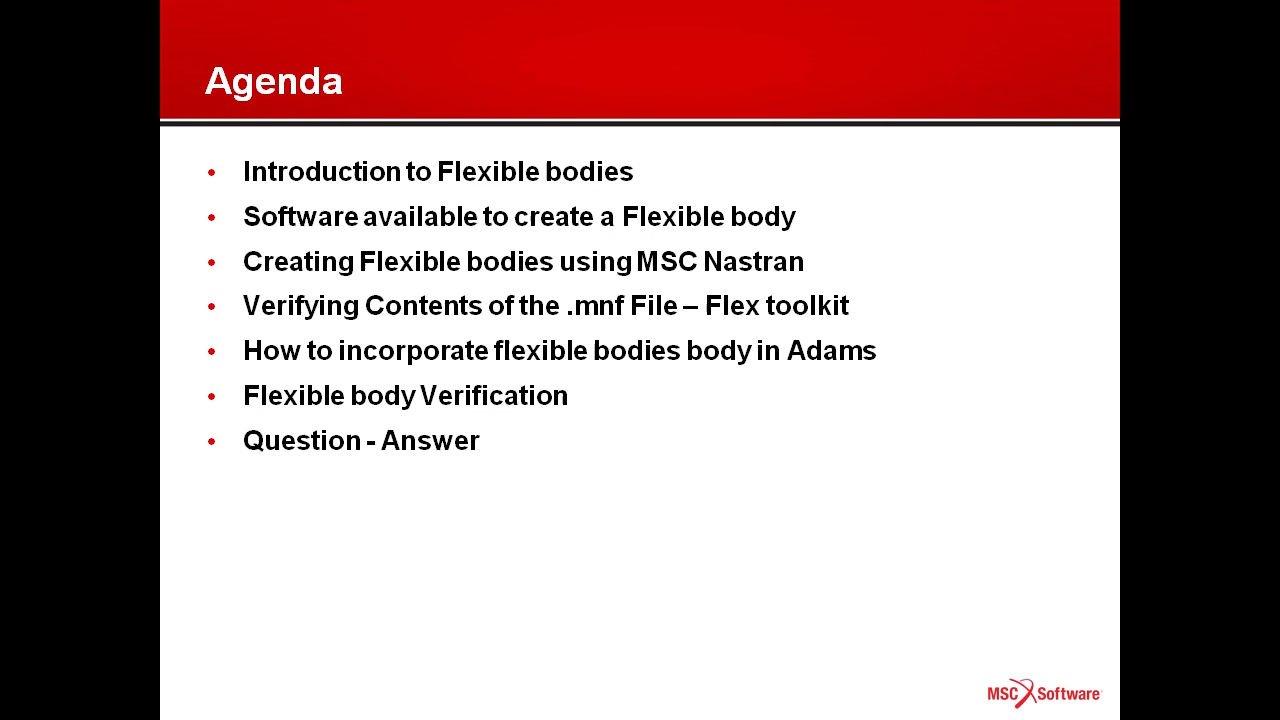 Agenda
• Introduction to Flexible bodies
• Software available to create a Flexible body
• Creating Flexible bodies using MSC Nastran
• Verifying Contents of the .mnf File – Flex toolkit
• How to incorporate flexible bodies body in Adams
• Flexible body Verification
• Question - Answer
MSC Software